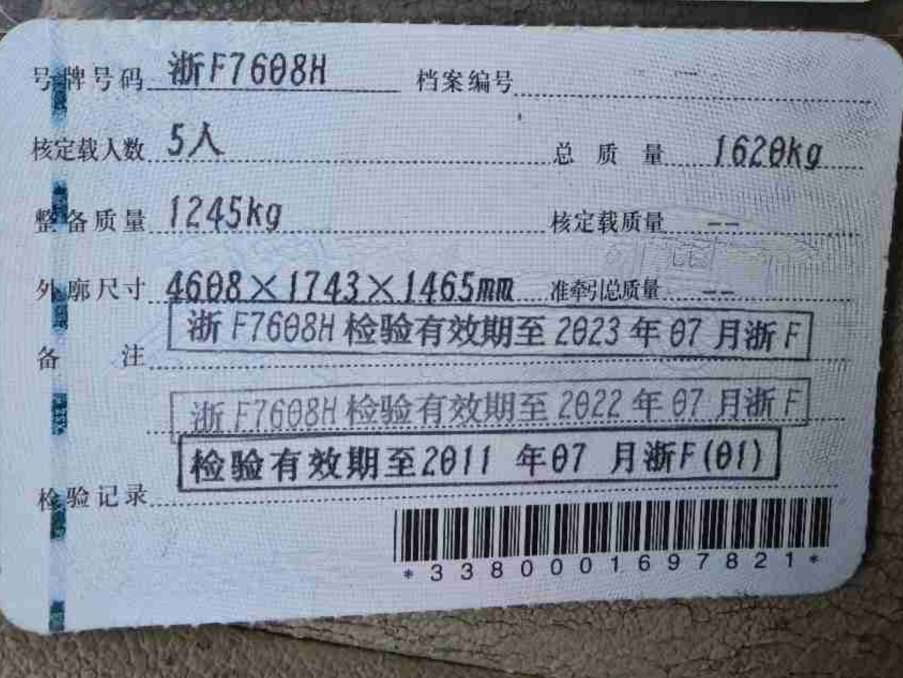 号牌号码 浙F7608H 档案编号
核定载人数 5人 总质量 1620kg
整备质量 1245kg 核定载质量 --
外廓尺寸 4608×1743×1465mm 准牵引总质量 --
备注 浙F7608H检验有效期至2023年07月浙F
浙F7608H检验有效期至2022年07月浙F
检验有效期至2011年07月浙F(01)
检验记录
*3380001697821*